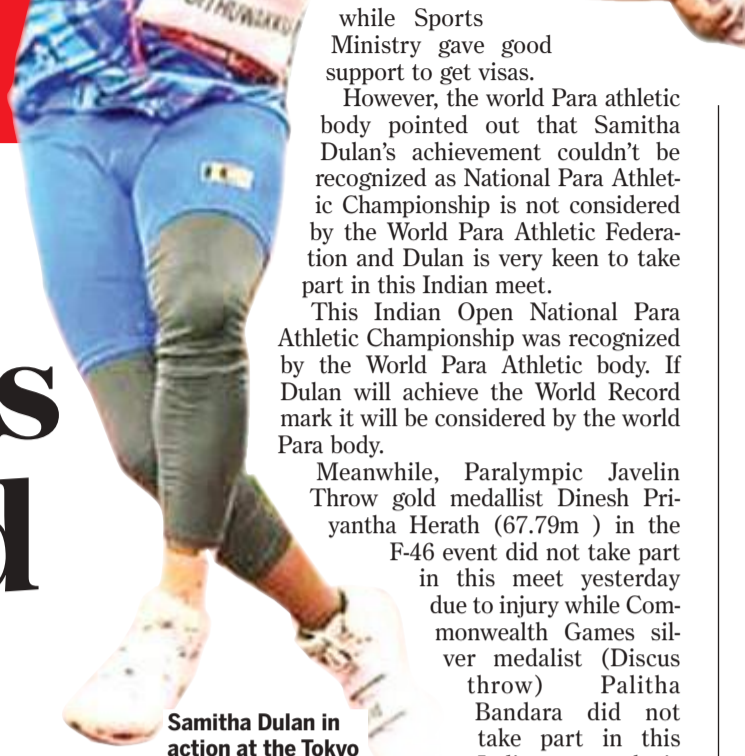 while Sports
Ministry gave good
support to get visas.
However, the world Para athletic
body pointed out that Samitha
Dulan's achievement couldn't be
recognized as National Para Athlet-
ic Championship is not considered
by the World Para Athletic Federa-
tion and Dulan is very keen to take
part in this Indian meet.
This Indian Open National Para
Athletic Championship was recognized
by the World Para Athletic body. If
Dulan will achieve the World Record
mark it will be considered by the world
Para body.
Meanwhile, Paralympic Javelin
Throw gold medallist Dinesh Pri-
yantha Herath (67.79m ) in the
F-46 event did not take part
in this meet yesterday
due to injury while Com-
monwealth Games sil-
ver medalist (Discus
throw) Palitha
Bandara did not
take part in this
s
d
Samitha Dulan in
action at the Tokyo